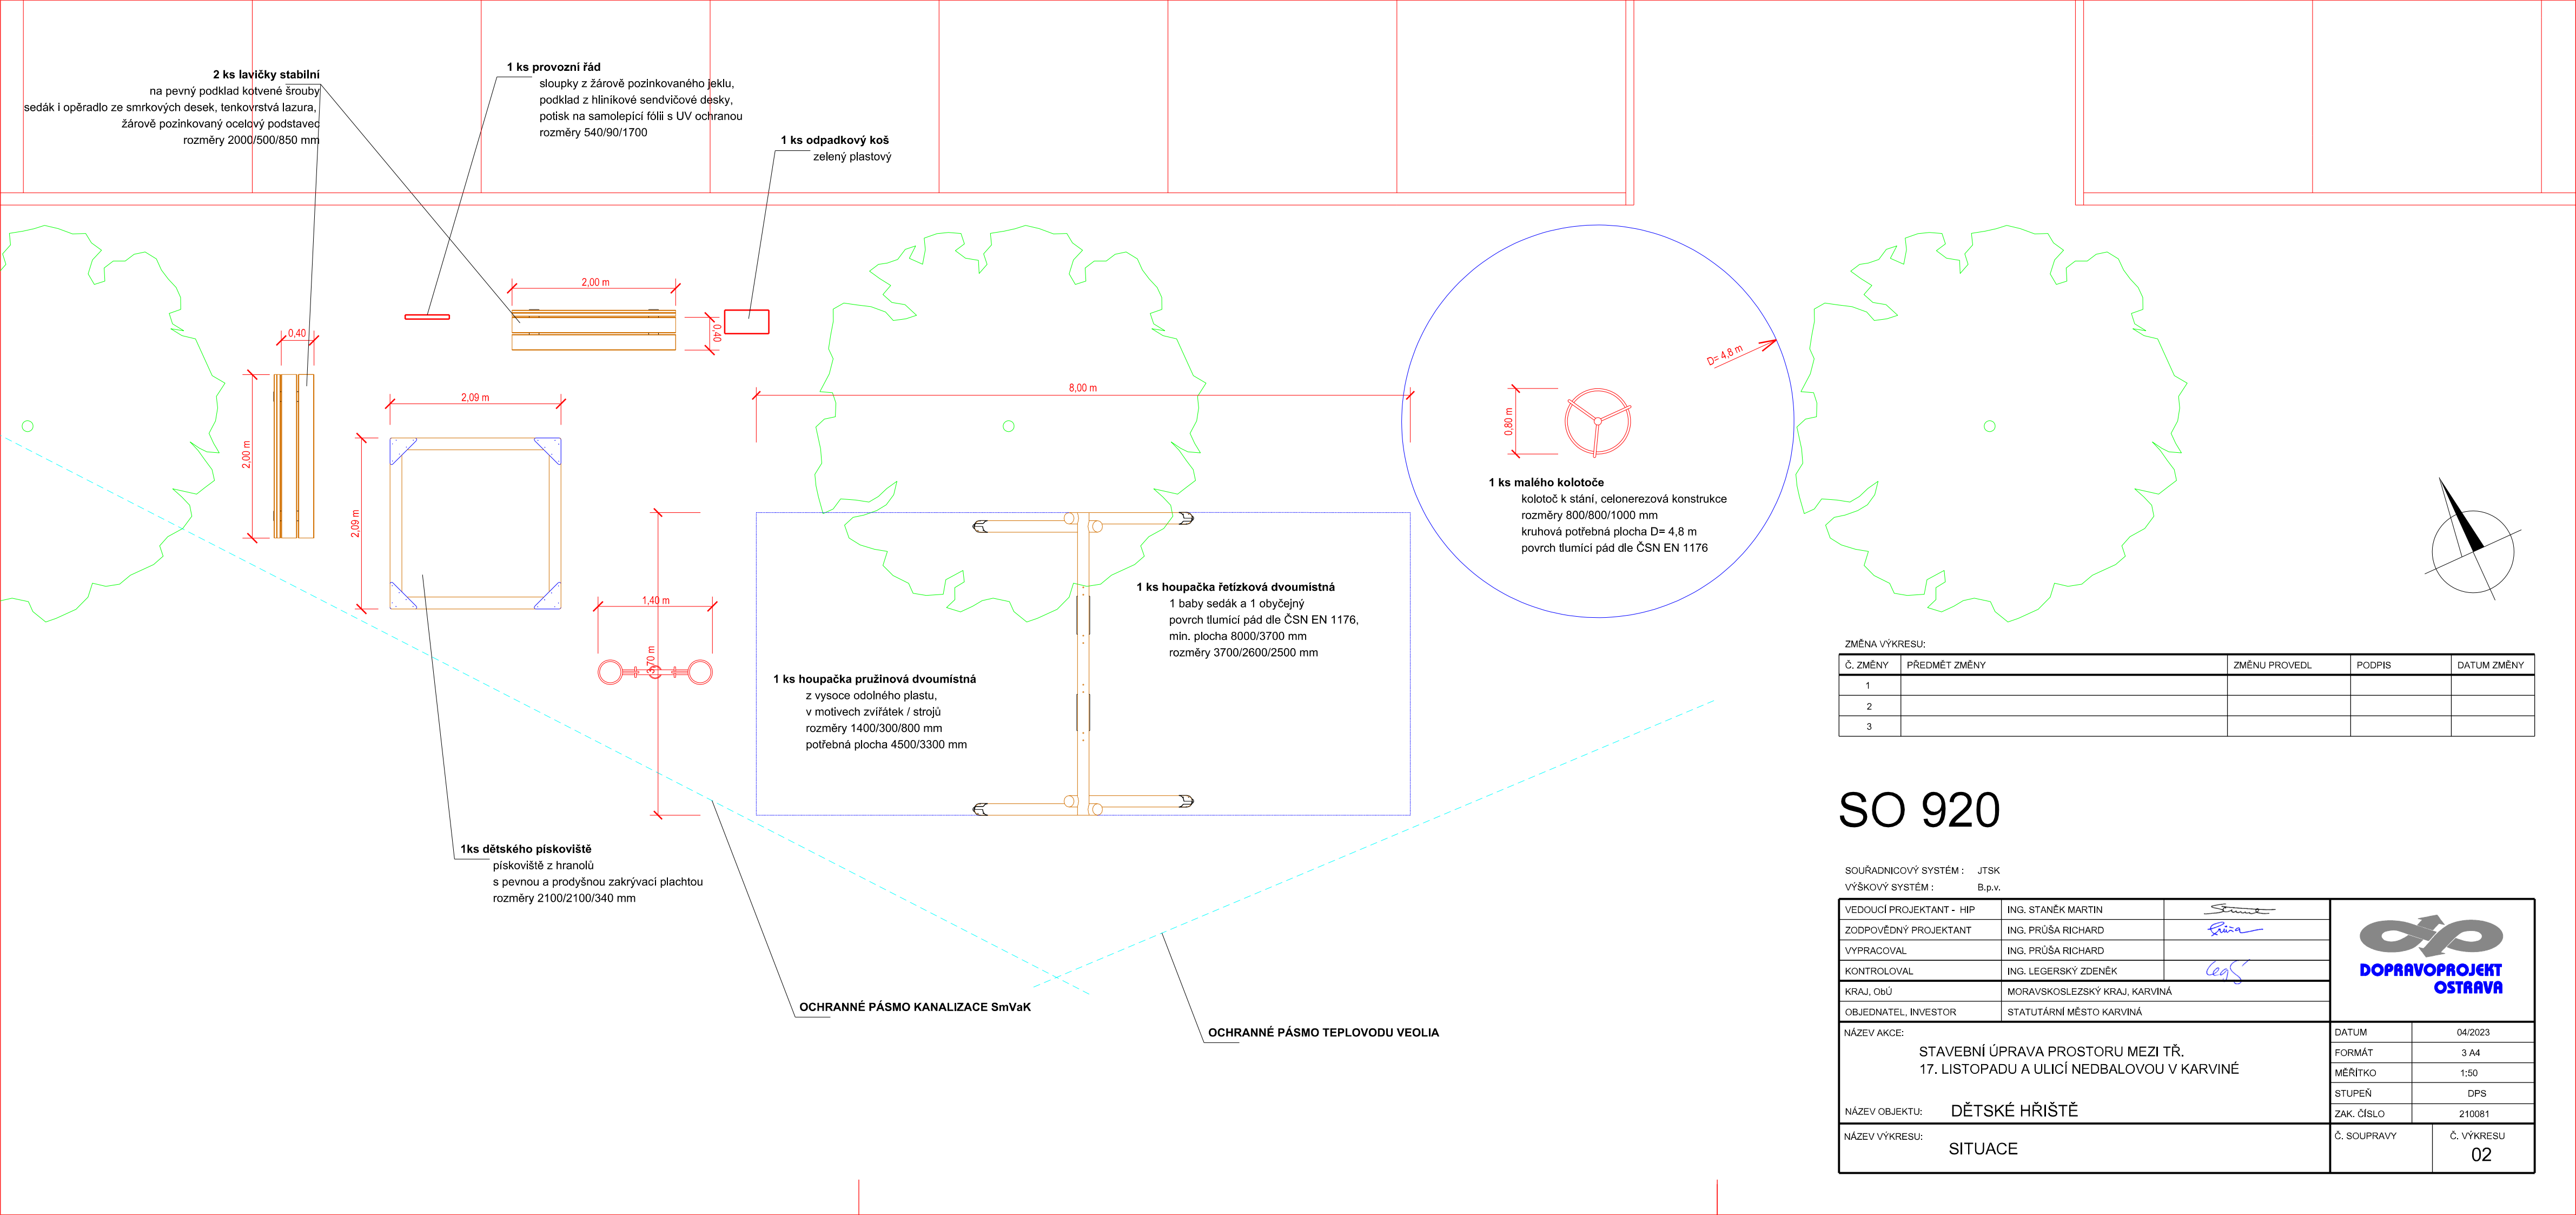 2 ks lavičky stabilní
na pevný podklad kotvené šrouby
sedák i opěradlo ze smrkových desek, tenkovrstvá lazura,
žárově pozinkovaný ocelový podstavec
rozměry 2000/500/850 mm
1 ks provozni řád
sloupky z žárově pozinkovaného jeklu,
podklad z hliníkové sendvičové desky,
potisk na samolepící fólii s UV ochranou
rozměry 540/90/1700
1 ks odpadkový koš
zelený plastový
2,00 m
0,40
0,40
2,00 m
2,09 m
2,09 m
8,00 m
D= 4,8 m
0,80 m
1 ks malého kolotoče
kolotoč k stání, celonerezová konstrukce
rozměry 800/800/1000 mm
kruhová potřebná plocha D= 4,8 m
povrch tlumící pád dle ČSN EN 1176
1,40 m
3,70 m
1 ks houpačka řetízková dvoumístná
1 baby sedák a 1 obyčejný
povrch tlumící pád dle ČSN EN 1176,
min. plocha 8000/3700 mm
rozměry 3700/2600/2500 mm
1 ks houpačka pružinová dvoumístná
z vysoce odolného plastu,
v motivech zvířátek / strojů
rozměry 1400/300/800 mm
potřebná plocha 4500/3300 mm
1ks dětského pískoviště
pískoviště z hranolů
s pevnou a prodyšnou zakrývací plachtou
rozměry 2100/2100/340 mm
OCHRANNÉ PÁSMO KANALIZACE SmVaK
OCHRANNÉ PÁSMO TEPLOVODU VEOLIA
ZMĚNA VÝKRESU:
Č. ZMĚNY PŘEDMĚT ZMĚNY ZMĚNU PROVEDL PODPIS DATUM ZMĚNY
1
2
3
SO 920
SOUŘADNICOVÝ SYSTÉM : JTSK
VÝŠKOVÝ SYSTÉM : B.p.v.
VEDOUCÍ PROJEKTANT - HIP ING. STANĚK MARTIN
ZODPOVĚDNÝ PROJEKTANT ING. PRŮŠA RICHARD
VYPRACOVAL ING. PRŮŠA RICHARD
KONTROLOVAL ING. LEGERSKÝ ZDENĚK
KRAJ, ObÚ MORAVSKOSLEZSKÝ KRAJ, KARVINÁ
OBJEDNATEL, INVESTOR STATUTÁRNÍ MĚSTO KARVINÁ
DOPRAVOPROJEKT
OSTRAVA
NÁZEV AKCE:
STAVEBNÍ ÚPRAVA PROSTORU MEZI TŘ.
17. LISTOPADU A ULICÍ NEDBALOVOU V KARVINÉ
NÁZEV OBJEKTU: DĚTSKÉ HŘIŠTĚ
NÁZEV VÝKRESU: SITUACE
DATUM 04/2023
FORMÁT 3 A4
MĚŘÍTKO 1:50
STUPEŇ DPS
ZAK. ČÍSLO 210081
Č. SOUPRAVY Č. VÝKRESU
02